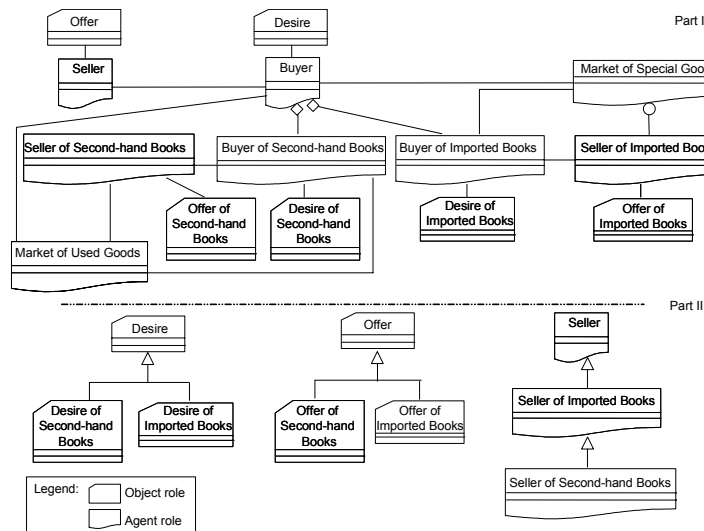 Offer
Desire
Part I
Seller
Buyer
Market of Special Goo
Seller of Second-hand Books
Buyer of Second-hand Books
Buyer of Imported Books
Seller of Imported Boo
Offer of
Second-hand
Books
Desire of
Second-hand
Books
Desire of
Imported Books
Offer of
Imported Books
Market of Used Goods
Part II
Desire
Offer
Seller
Desire of
Second-hand
Books
Desire of
Imported Books
Offer of
Second-hand
Books
Offer of
Imported Books
Seller of Imported Books
Seller of Second-hand Books
Legend:
Object role
Agent role